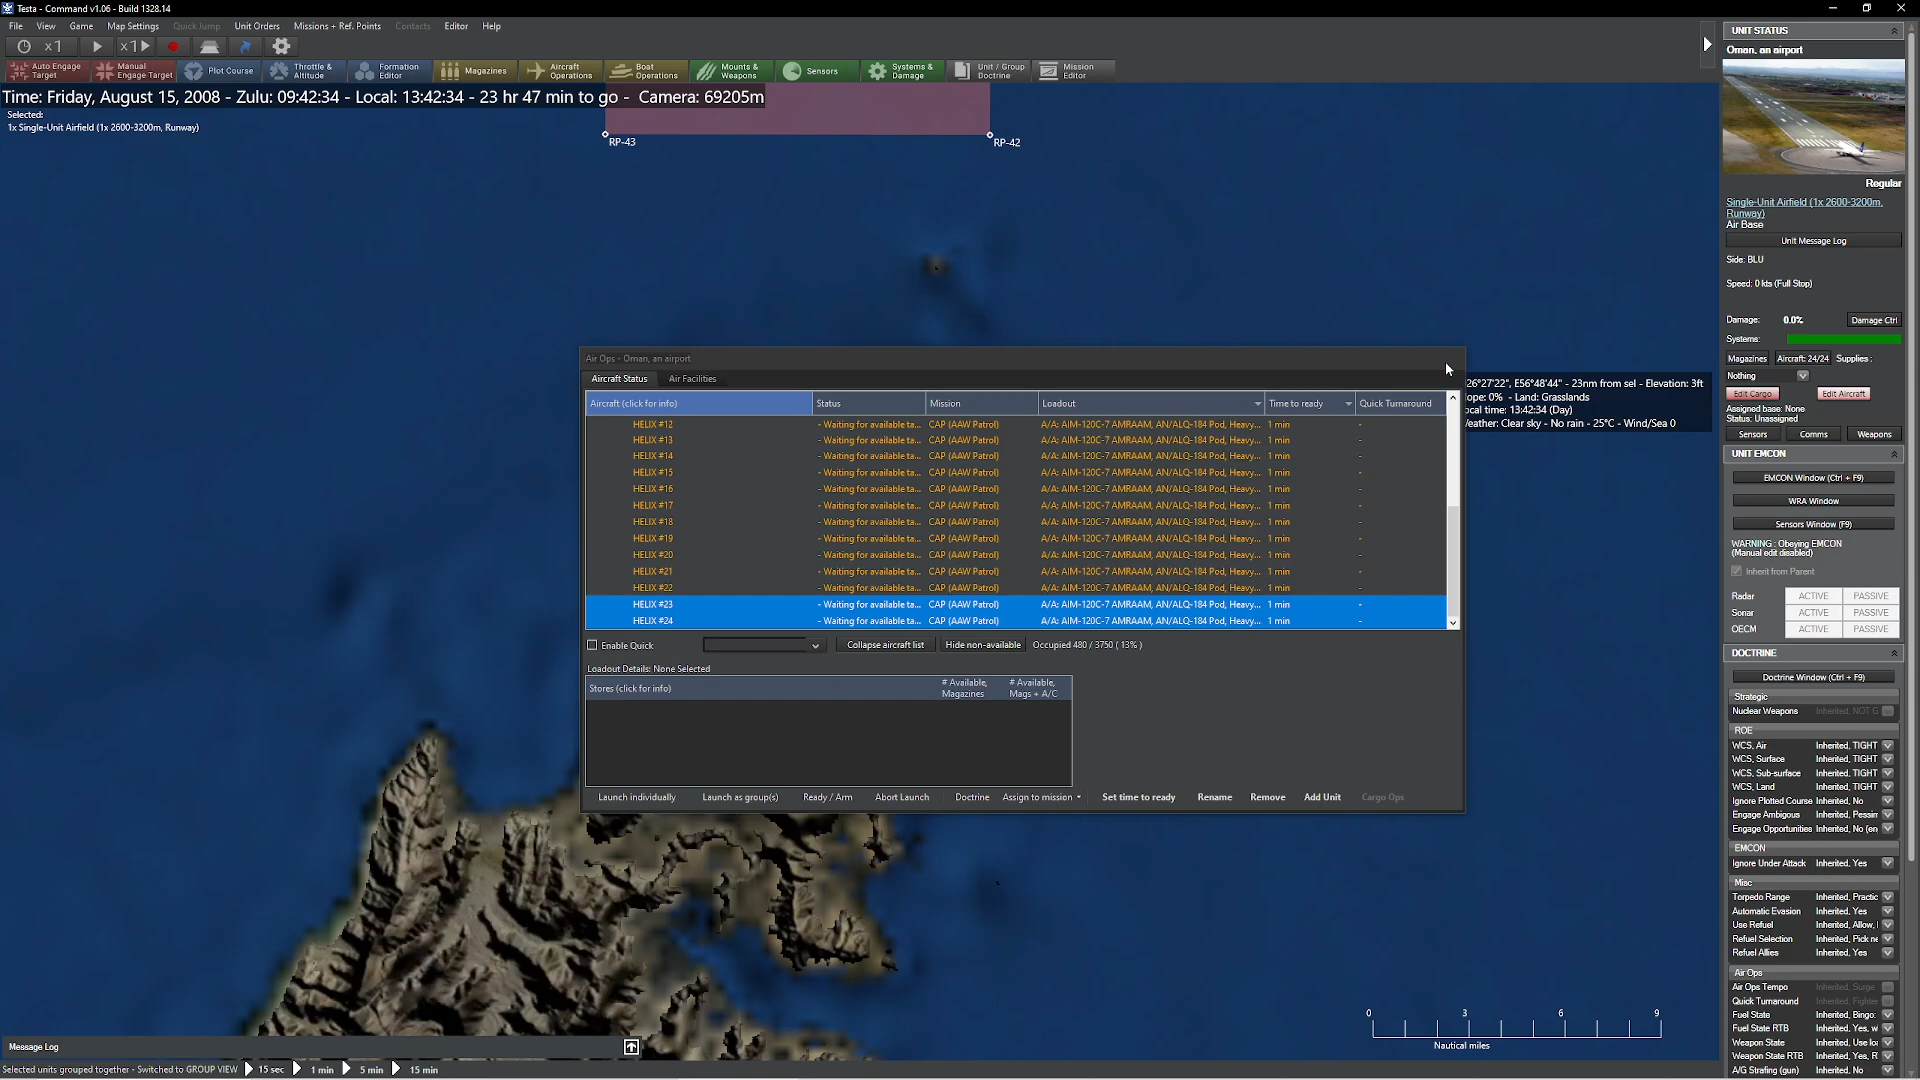 Testa - Command v1.06 - Build 1328.14
File View Game Map Settings Quick Jump Unit Orders Missions + Ref. Points Contacts Editor Help
x1 x1
Auto Engage Target
Manual Engage Target
Plot Course
Throttle & Altitude
Formation Editor
Magazines
Aircraft Operations
Boat Operations
Mounts & Weapons
Sensors
Systems & Damage
Unit / Group Doctrine
Mission Editor
Time: Friday, August 15, 2008 - Zulu: 09:42:34 - Local: 13:42:34 - 23 hr 47 min to go - Camera: 69205m
Selected:
1x Single-Unit Airfield (1x 2600-3200m, Runway)
RP-43
RP-42
Air Ops - Oman, an airport
Aircraft Status Air Facilities
Aircraft (click for info) Status Mission Loadout Time to ready Quick Turnaround
HELIX #12 - Waiting for available ta... CAP (AAW Patrol) A/A: AIM-120C-7 AMRAAM, AN/ALQ-184 Pod, Heavy... 1 min -
HELIX #13 - Waiting for available ta... CAP (AAW Patrol) A/A: AIM-120C-7 AMRAAM, AN/ALQ-184 Pod, Heavy... 1 min -
HELIX #14 - Waiting for available ta... CAP (AAW Patrol) A/A: AIM-120C-7 AMRAAM, AN/ALQ-184 Pod, Heavy... 1 min -
HELIX #15 - Waiting for available ta... CAP (AAW Patrol) A/A: AIM-120C-7 AMRAAM, AN/ALQ-184 Pod, Heavy... 1 min -
HELIX #16 - Waiting for available ta... CAP (AAW Patrol) A/A: AIM-120C-7 AMRAAM, AN/ALQ-184 Pod, Heavy... 1 min -
HELIX #17 - Waiting for available ta... CAP (AAW Patrol) A/A: AIM-120C-7 AMRAAM, AN/ALQ-184 Pod, Heavy... 1 min -
HELIX #18 - Waiting for available ta... CAP (AAW Patrol) A/A: AIM-120C-7 AMRAAM, AN/ALQ-184 Pod, Heavy... 1 min -
HELIX #19 - Waiting for available ta... CAP (AAW Patrol) A/A: AIM-120C-7 AMRAAM, AN/ALQ-184 Pod, Heavy... 1 min -
HELIX #20 - Waiting for available ta... CAP (AAW Patrol) A/A: AIM-120C-7 AMRAAM, AN/ALQ-184 Pod, Heavy... 1 min -
HELIX #21 - Waiting for available ta... CAP (AAW Patrol) A/A: AIM-120C-7 AMRAAM, AN/ALQ-184 Pod, Heavy... 1 min -
HELIX #22 - Waiting for available ta... CAP (AAW Patrol) A/A: AIM-120C-7 AMRAAM, AN/ALQ-184 Pod, Heavy... 1 min -
HELIX #23 - Waiting for available ta... CAP (AAW Patrol) A/A: AIM-120C-7 AMRAAM, AN/ALQ-184 Pod, Heavy... 1 min -
HELIX #24 - Waiting for available ta... CAP (AAW Patrol) A/A: AIM-120C-7 AMRAAM, AN/ALQ-184 Pod, Heavy... 1 min -
Enable Quick Collapse aircraft list Hide non-available Occupied 480 / 3750 ( 13% )
Loadout Details: None Selected
Stores (click for info) # Available, Magazines # Available, Mags + A/C
Launch individually Launch as group(s) Ready / Arm Abort Launch Doctrine Assign to mission Set time to ready Rename Remove Add Unit Cargo Ops
26°27'22", E56°48'44" - 23nm from sel - Elevation: 3ft
ope: 0% - Land: Grasslands
ocal time: 13:42:34 (Day)
eather: Clear sky - No rain - 25°C - Wind/Sea 0
0 3 6 9
Nautical miles
Message Log
Selected units grouped together - Switched to GROUP VIEW 15 sec 1 min 5 min 15 min
UNIT STATUS
Oman, an airport
Regular
Single-Unit Airfield (1x 2600-3200m,
Runway)
Air Base
Unit Message Log
Side: BLU
Speed: 0 kts (Full Stop)
Damage: 0.0% Damage Ctrl
Systems:
Magazines Aircraft: 24/24 Supplies :
Nothing
Edit Cargo Edit Aircraft
Assigned base: None
Status: Unassigned
Sensors Comms Weapons
UNIT EMCON
EMCON Window (Ctrl + F9)
WRA Window
Sensors Window (F9)
WARNING : Obeying EMCON
(Manual edit disabled)
Inherit from Parent
Radar ACTIVE PASSIVE
Sonar ACTIVE PASSIVE
OECM ACTIVE PASSIVE
DOCTRINE
Doctrine Window (Ctrl + F9)
Strategic
Nuclear Weapons Inherited, NOT G
ROE
WCS, Air Inherited, TIGHT
WCS, Surface Inherited, TIGHT
WCS, Sub-surface Inherited, TIGHT
WCS, Land Inherited, TIGHT
Ignore Plotted Course Inherited, No
Engage Ambiguous Inherited, Pessim
Engage Opportunities Inherited, No (en
EMCON
Ignore Under Attack Inherited, Yes
Misc
Torpedo Range Inherited, Practic
Automatic Evasion Inherited, Yes
Use Refuel Inherited, Allow,
Refuel Selection Inherited, Pick ne
Refuel Allies Inherited, Yes
Air Ops
Air Ops Tempo Inherited, Surge
Quick Turnaround Inherited, Fighter
Fuel State Inherited, Bingo:
Fuel State RTB Inherited, Yes, w
Weapon State Inherited, Use lo
Weapon State RTB Inherited, Yes, R
A/G Strafing (gun) Inherited, No